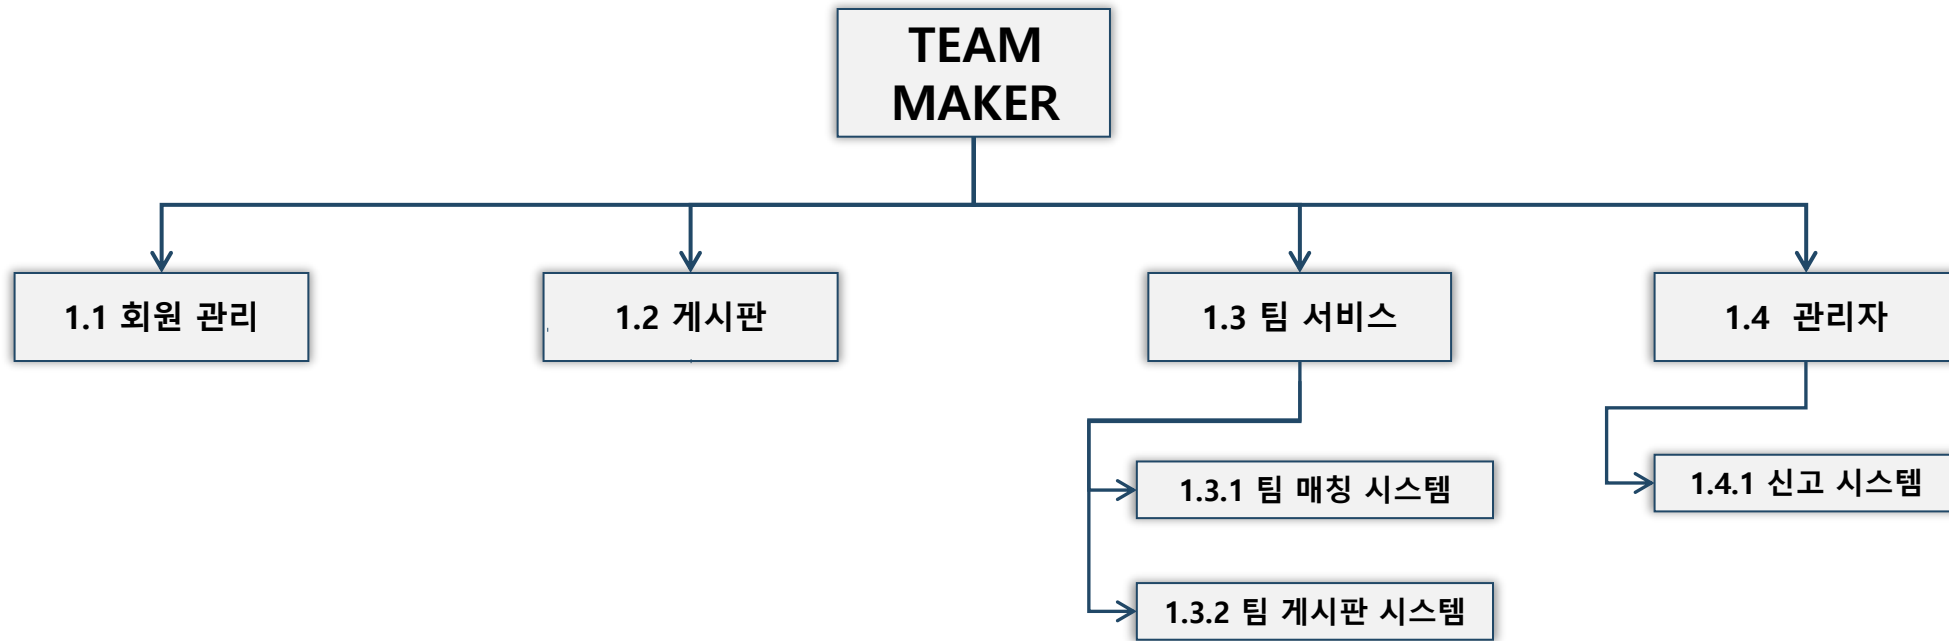 TEAM
MAKER
1.1 회원 관리
1.2 게시판
1.3 팀 서비스
1.4 관리자
1.3.1 팀 매칭 시스템
1.4.1 신고 시스템
1.3.2 팀 게시판 시스템